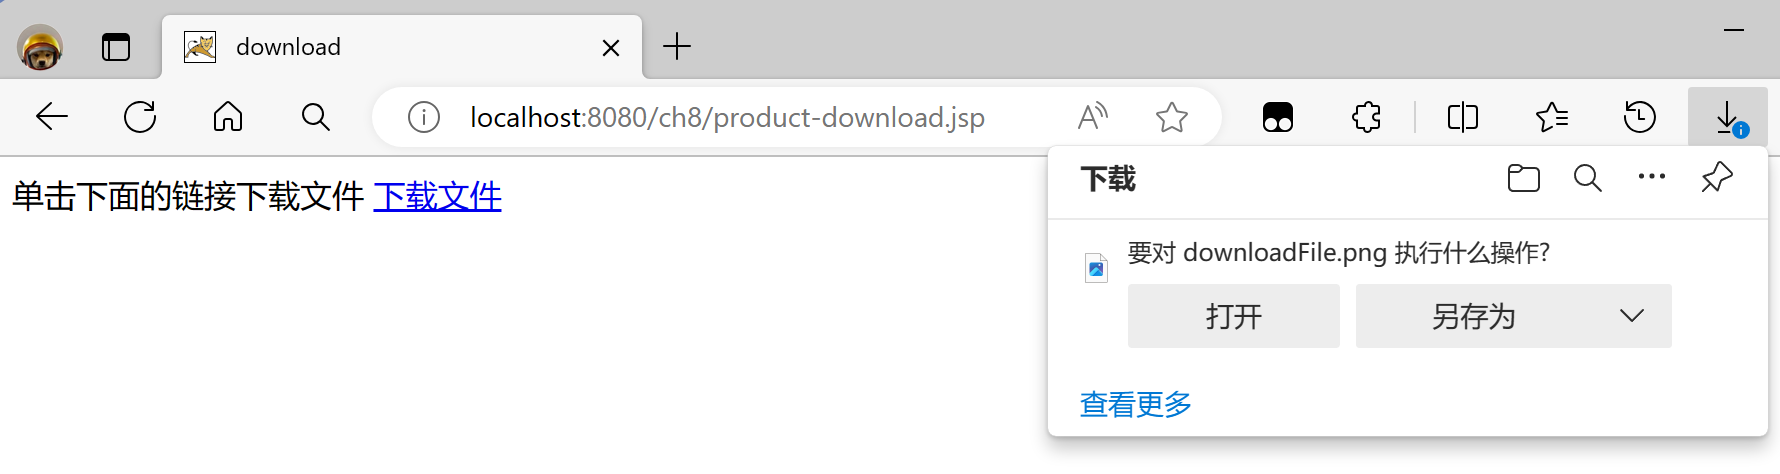 download
localhost:8080/ch8/product-download.jsp
单击下面的链接下载文件 下载文件
下载
要对 downloadFile.png 执行什么操作?
打开
另存为
查看更多